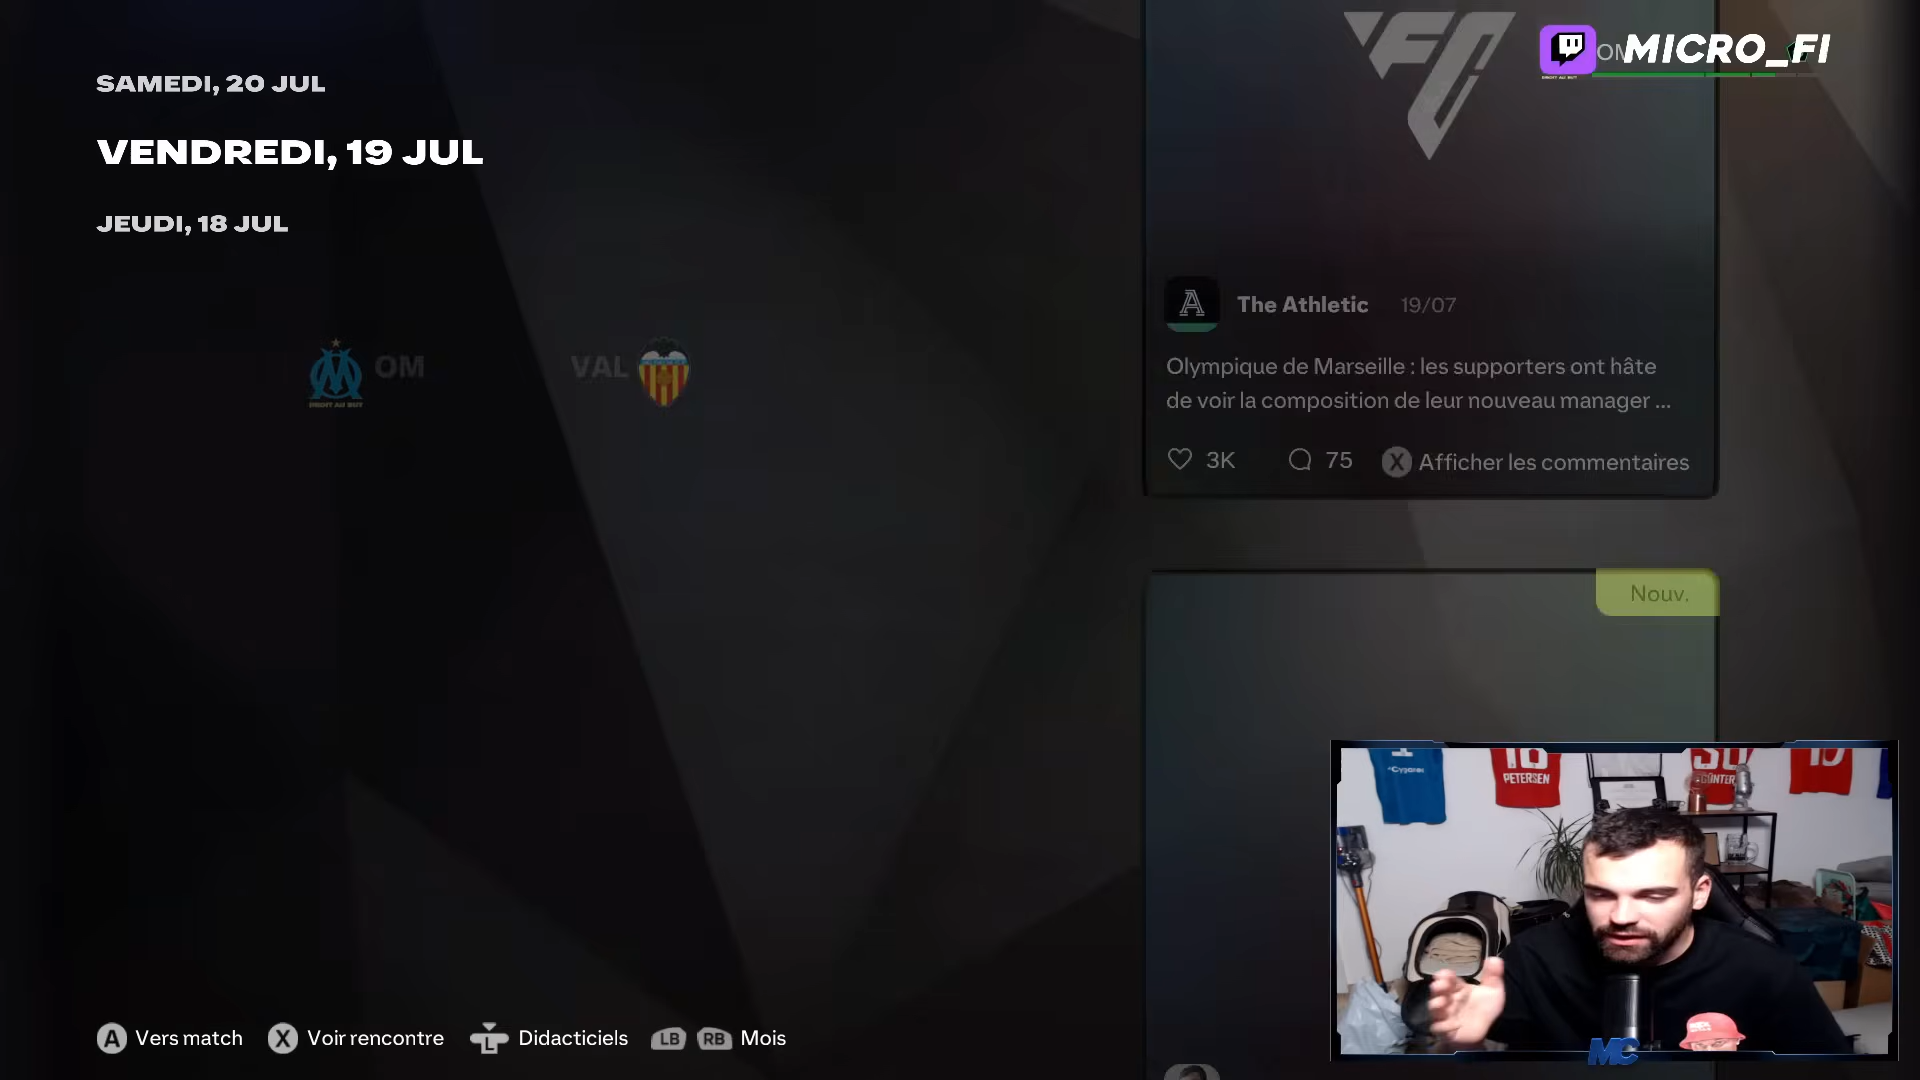 SAMEDI, 20 JUL
VENDREDI, 19 JUL
JEUDI, 18 JUL
OM
VAL
MICRO_FI
The Athletic 19/07
Olympique de Marseille : les supporters ont hâte
de voir la composition de leur nouveau manager ...
3K 75 X Afficher les commentaires
Nouv.
PETERSEN
A Vers match X Voir rencontre L Didacticiels LB RB Mois
MC